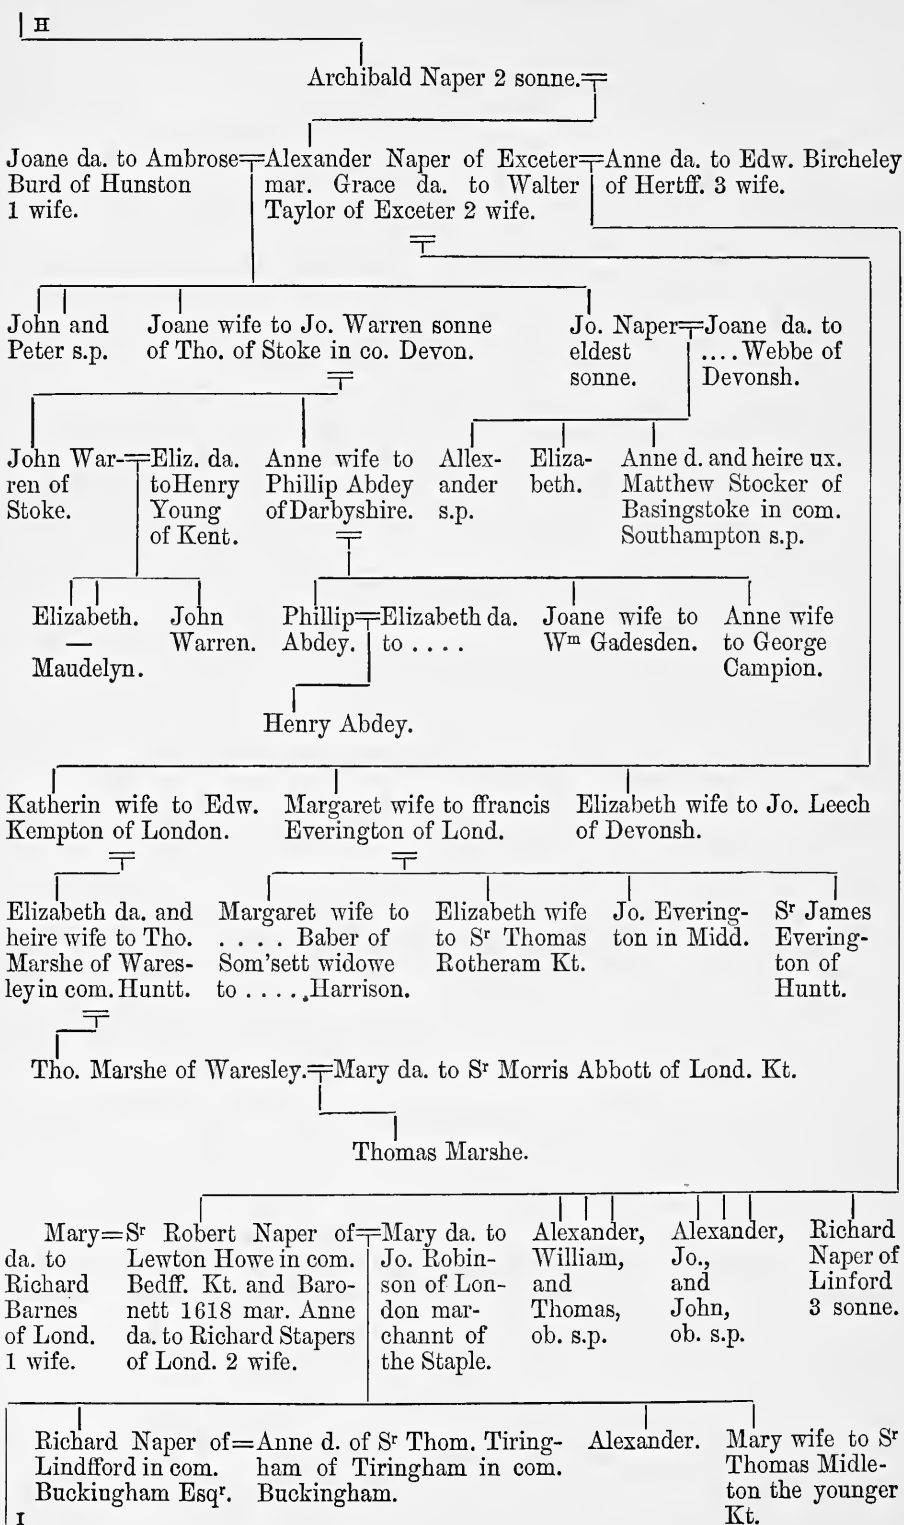 H
Archibald Naper 2 sonne.
Joane da. to Ambrose
Burd of Hunston
1 wife.
Alexander Naper of Exeter
mar. Grace da. to Walter
Taylor of Exeter 2 wife.
Anne da. to Edw. Bircheley
of Hertff. 3 wife.
John and
Peter s.p.
Joane wife to Jo. Warren sonne
of Tho. of Stoke in co. Devon.
Jo. Naper
eldest
sonne.
Joane da. to
.... Webbe of
Devonsh.
John War-
ren of
Stoke.
Eliz. da.
to Henry
Young
of Kent.
Anne wife to
Phillip Abdey
of Darbyshire.
Allex-
ander
s.p.
Eliza-
beth.
Anne d. and heire ux.
Matthew Stocker of
Basingstoke in com.
Southampton s.p.
Elizabeth.
—
Maudelyn.
John
Warren.
Phillip
Abdey.
Elizabeth da.
to ....
Joane wife to
Wm Gadesden.
Anne wife
to George
Campion.
Henry Abdey.
Katherin wife to Edw.
Kempton of London.
Margaret wife to ffrancis
Everington of Lond.
Elizabeth wife to Jo. Leech
of Devonsh.
Elizabeth da. and
heire wife to Tho.
Marshe of Wares-
ley in com. Huntt.
Margaret wife to
.... Baber of
Som'sett widowe
to ..... Harrison.
Elizabeth wife
to Sr Thomas
Rotheram Kt.
Jo. Evering-
ton in Midd.
Sr James
Evering-
ton of
Huntt.
Tho. Marshe of Waresley.
Mary da. to Sr Morris Abbott of Lond. Kt.
Thomas Marshe.
Mary
da. to
Richard
Barnes
of Lond.
1 wife.
Sr Robert Naper of
Lewton Howe in com.
Bedff. Kt. and Baro-
nett 1618 mar. Anne
da. to Richard Stapers
of Lond. 2 wife.
Mary da. to
Jo. Robin-
son of Lon-
don mar-
channt of
the Staple.
Alexander,
William,
and
Thomas,
ob. s.p.
Alexander,
Jo.,
and
John,
ob. s.p.
Richard
Naper of
Linford
3 sonne.
Richard Naper of
Lindfford in com.
Buckingham Esqr.
Anne d. of Sr Thom. Tiring-
ham of Tiringham in com.
Buckingham.
Alexander.
Mary wife to Sr
Thomas Midle-
ton the younger
Kt.
I